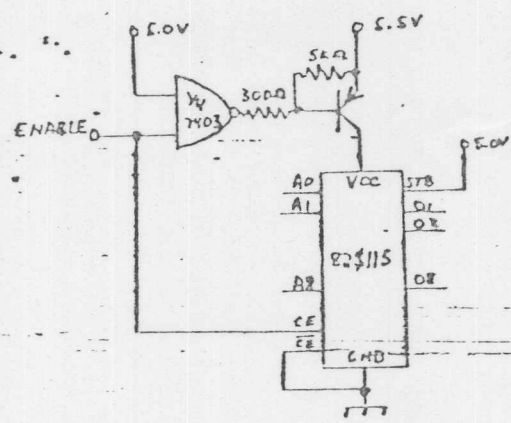 5.0V
5.5V
5KΩ
300Ω
1/4
7403
ENABLE
5.0V
A0
VCC
STB
A1
O1
O2
82S115
A8
O8
CE
CE
GND